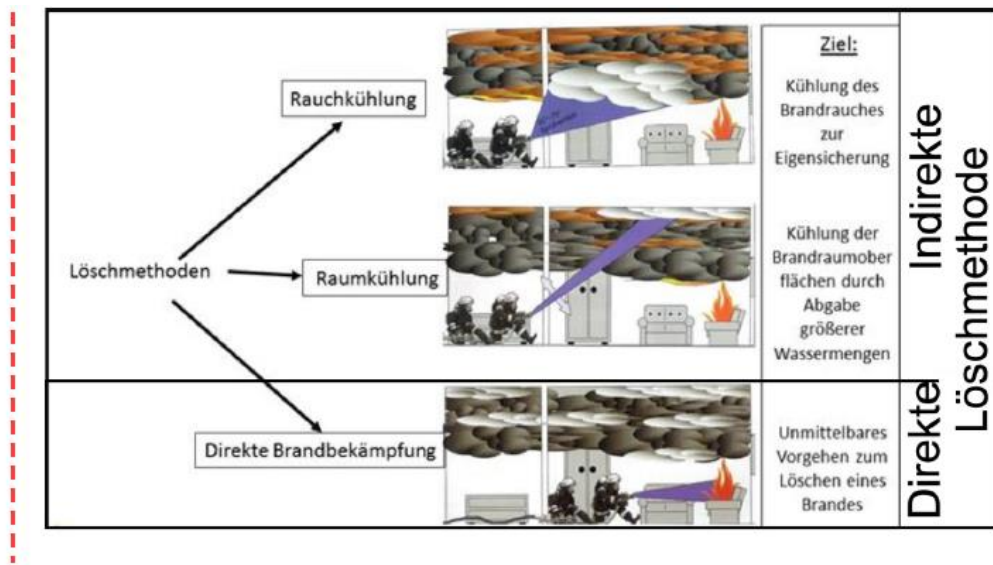 Löschmethoden
Rauchkühlung
Raumkühlung
Direkte Brandbekämpfung
Ziel:
Kühlung des
Brandrauches
zur
Eigensicherung
Kühlung der
Brandraumober
flächen durch
Abgabe
größerer
Wassermengen
Unmittelbares
Vorgehen zum
Löschen eines
Brandes
Indirekte
Direkte
Löschmethode